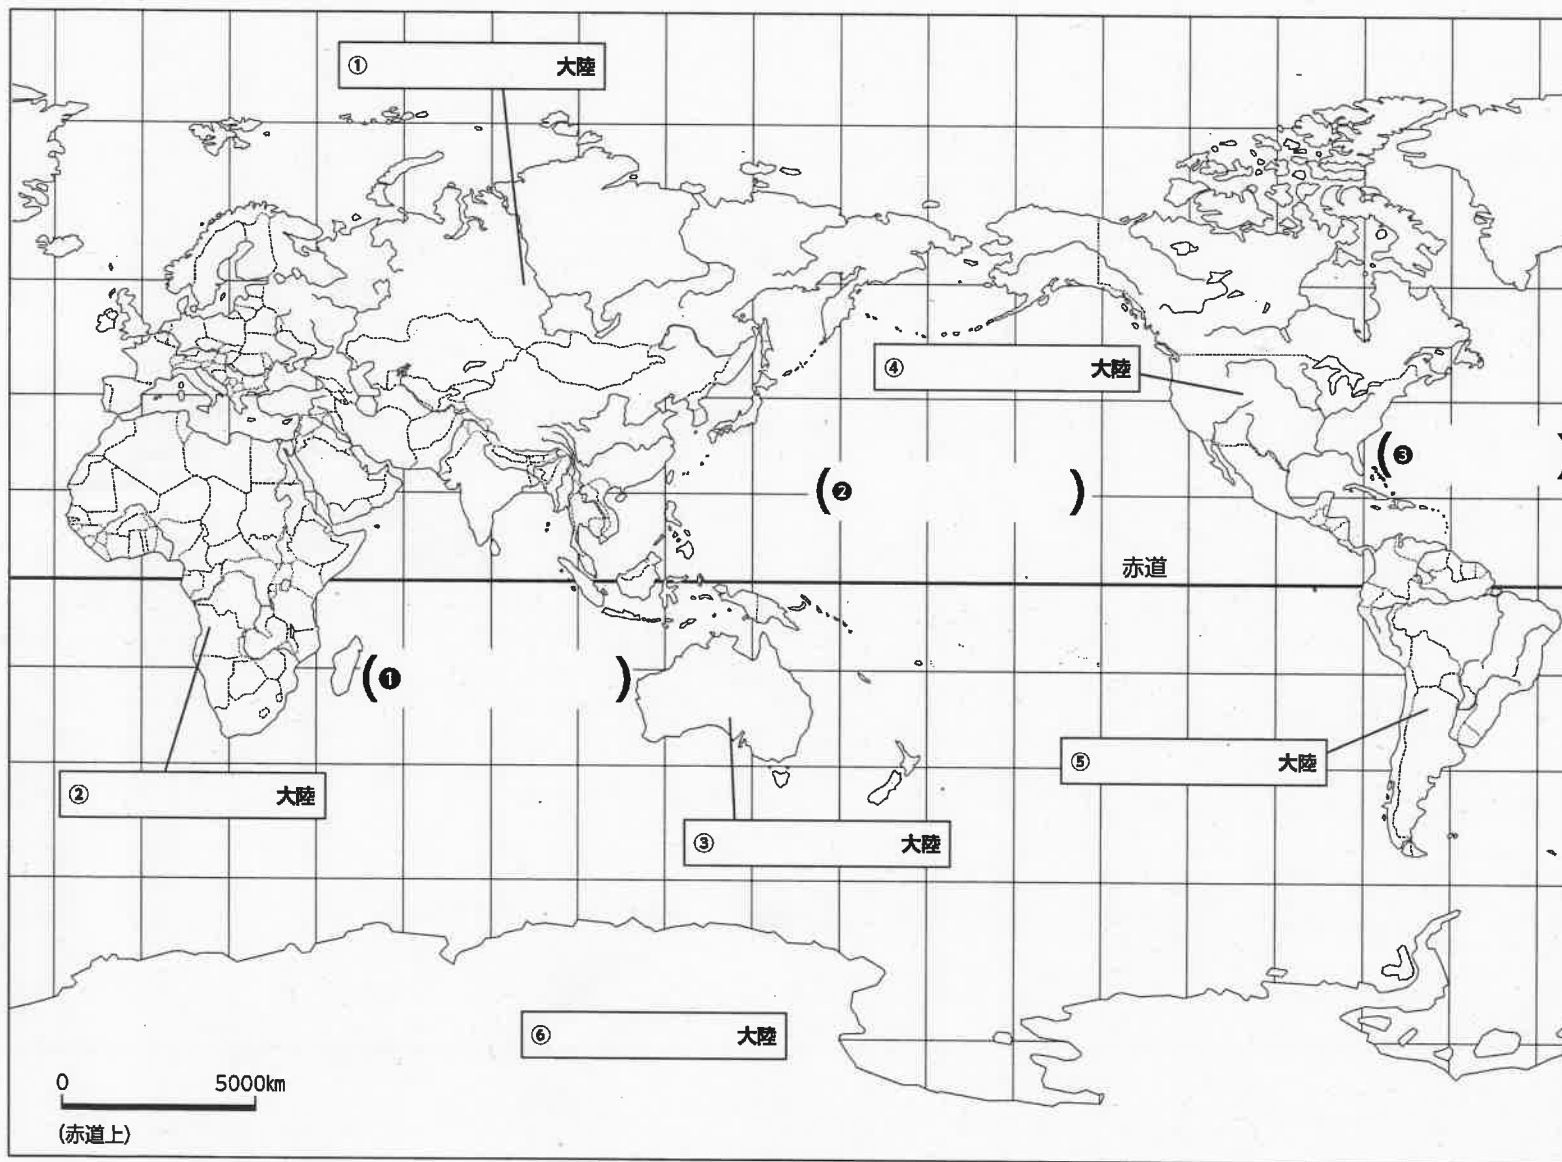 ① 大陸
④ 大陸
(❸ )
(❷ )
赤道
(❶ )
⑤ 大陸
② 大陸
③ 大陸
⑥ 大陸
0 5000km
(赤道上)